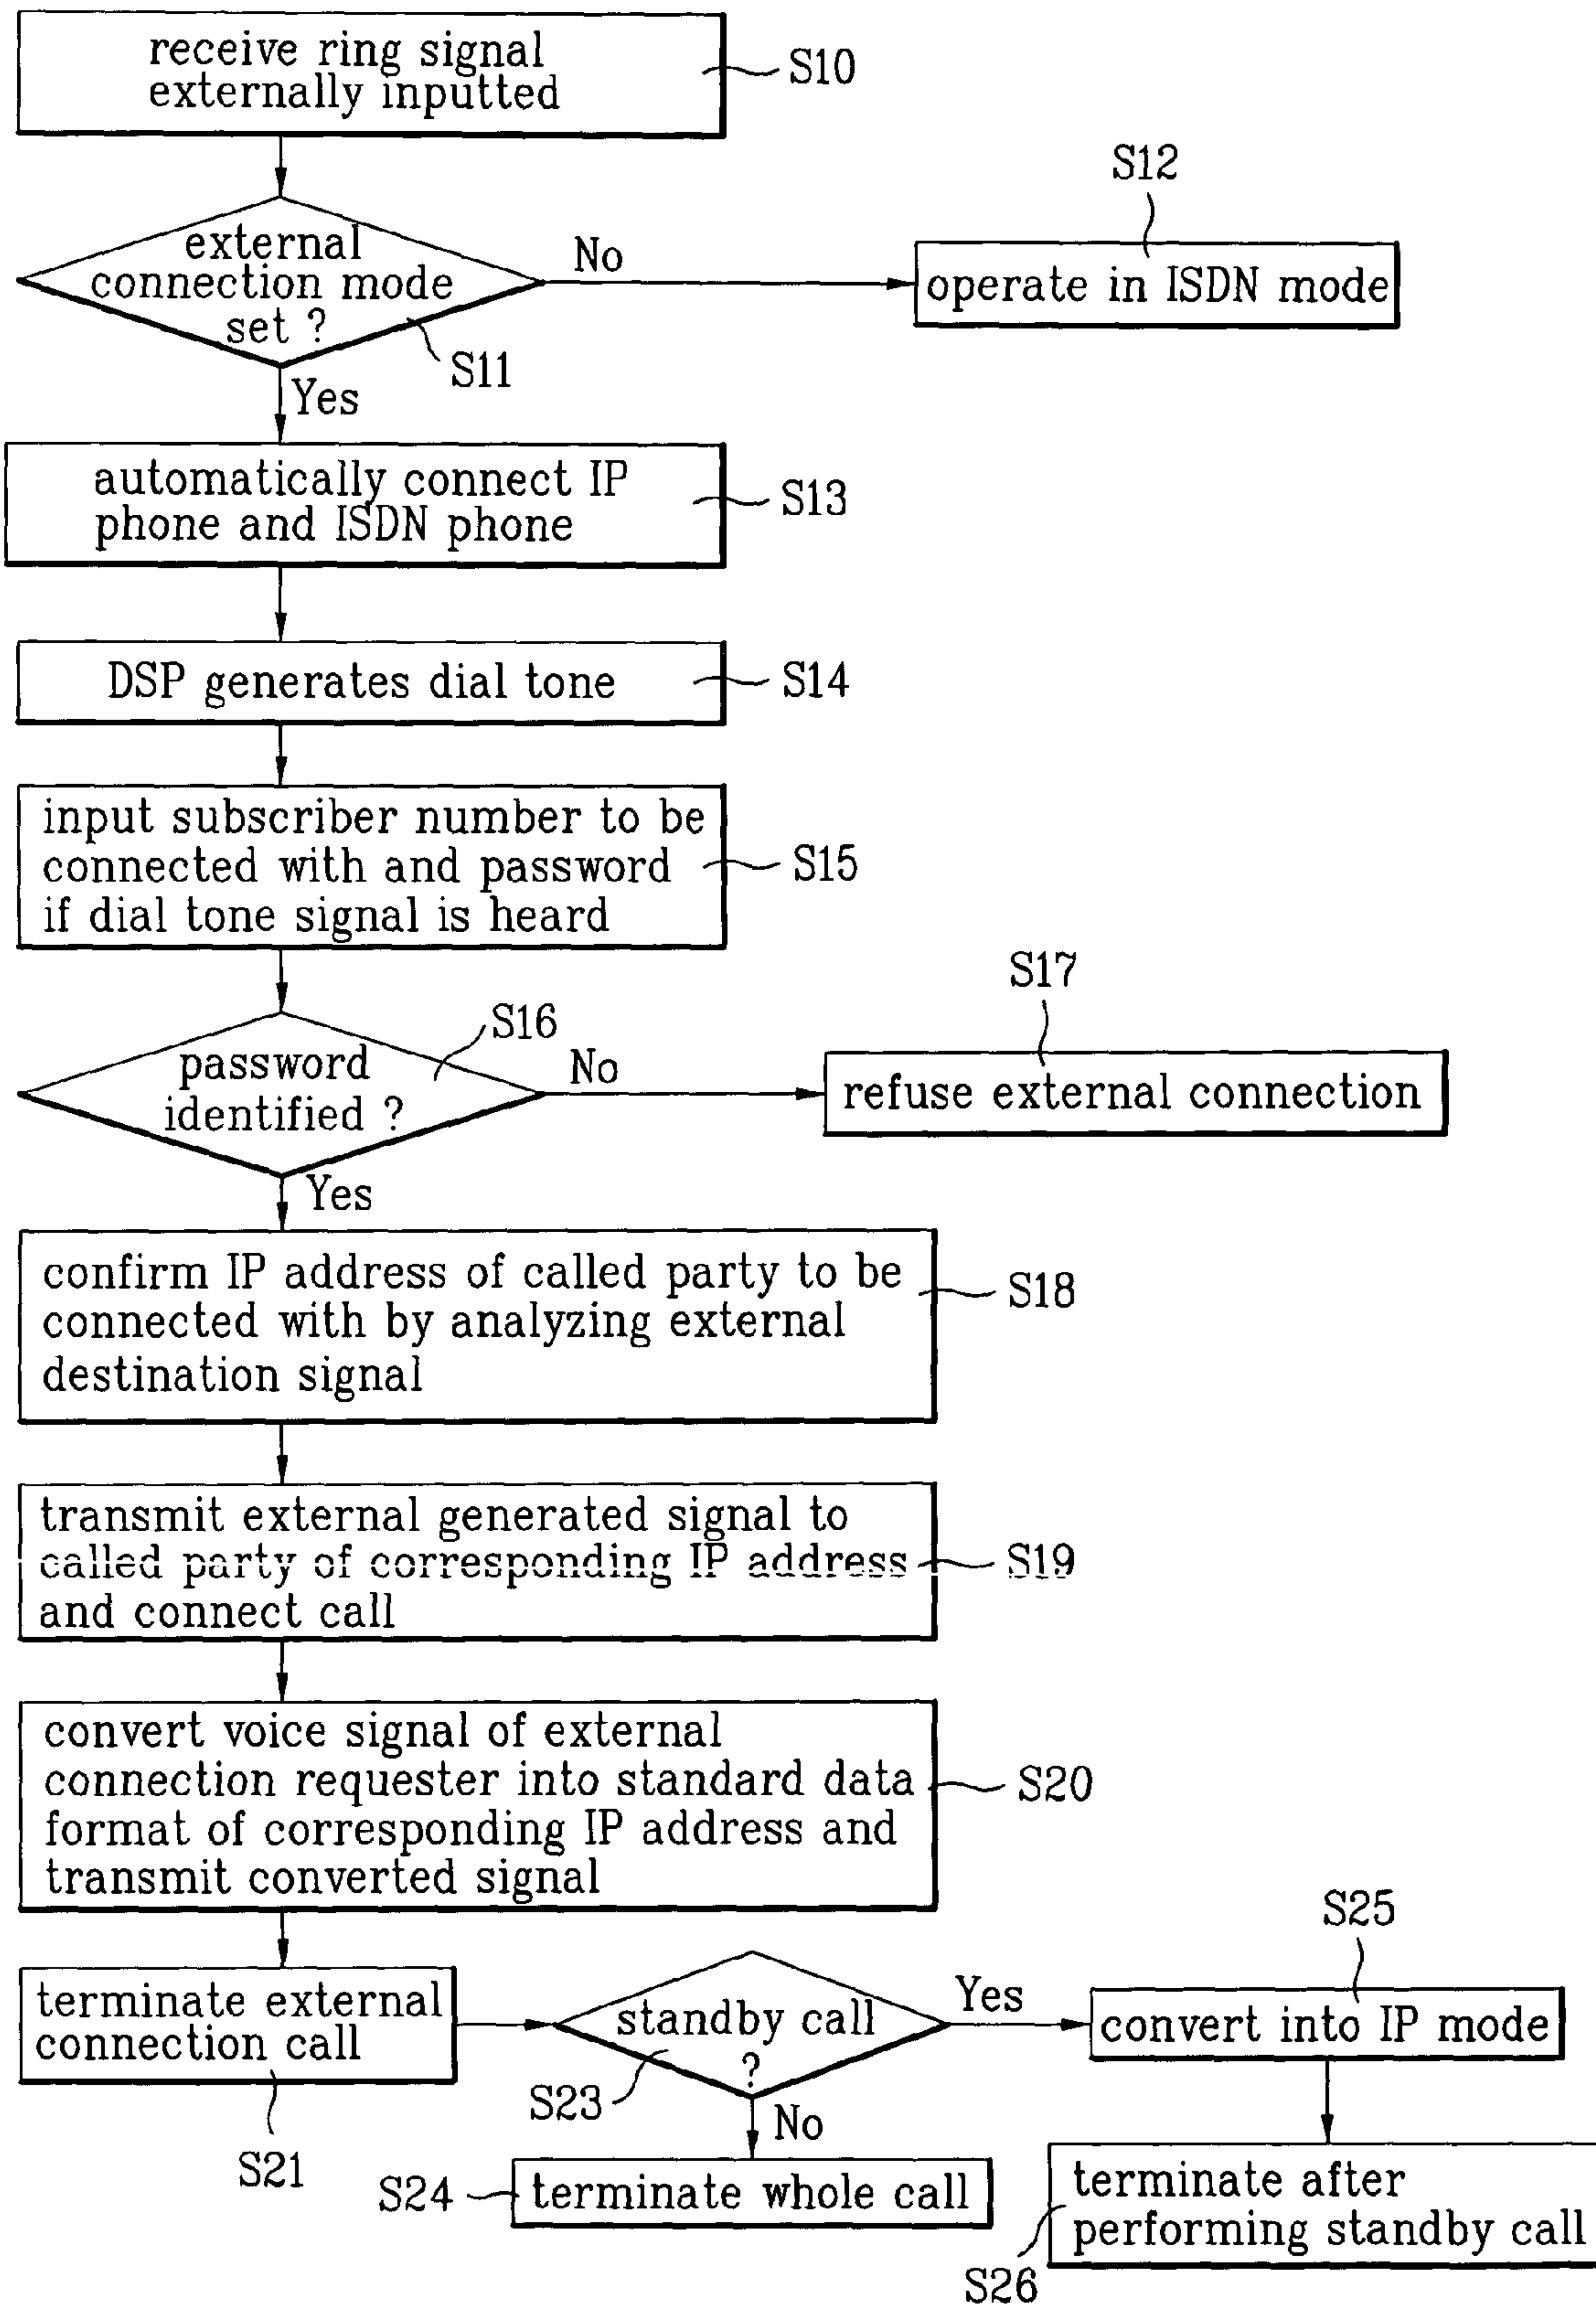 receive ring signal
externally inputted
S10
S12
external
connection mode
set ?
No
operate in ISDN mode
S11
Yes
automatically connect IP
phone and ISDN phone
S13
DSP generates dial tone
S14
input subscriber number to be
connected with and password
if dial tone signal is heard
S15
S17
S16
password
identified ?
No
refuse external connection
Yes
confirm IP address of called party to be
connected with by analyzing external
destination signal
S18
transmit external generated signal to
called party of corresponding IP address
and connect call
S19
convert voice signal of external
connection requester into standard data
format of corresponding IP address and
transmit converted signal
S20
S25
terminate external
connection call
standby call
?
Yes
convert into IP mode
S23
No
S21
S24
terminate whole call
terminate after
performing standby call
S26